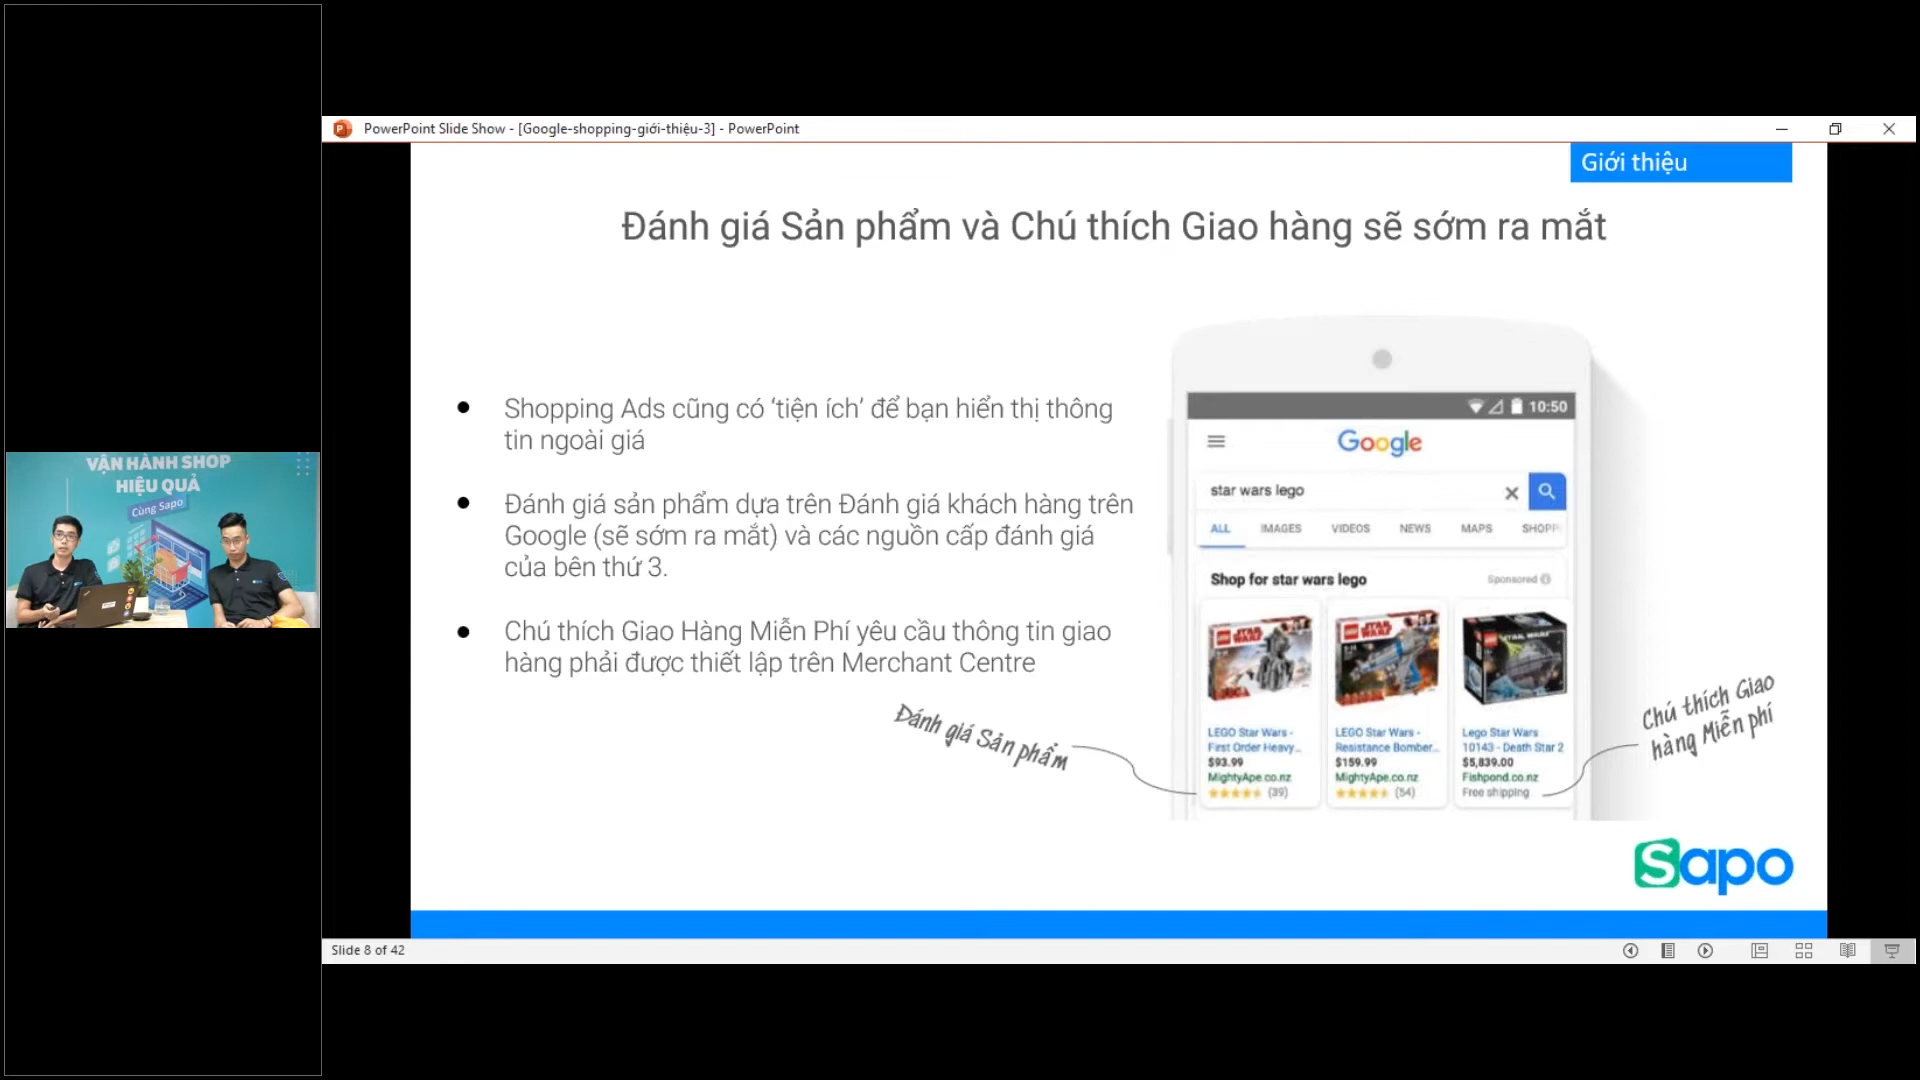 PowerPoint Slide Show - [Google-shopping-giới-thiệu-3] - PowerPoint
Giới thiệu
Đánh giá Sản phẩm và Chú thích Giao hàng sẽ sớm ra mắt
Shopping Ads cũng có ‘tiện ích’ để bạn hiển thị thông
tin ngoài giá
Đánh giá sản phẩm dựa trên Đánh giá khách hàng trên
Google (sẽ sớm ra mắt) và các nguồn cấp đánh giá
của bên thứ 3.
Chú thích Giao Hàng Miễn Phí yêu cầu thông tin giao
hàng phải được thiết lập trên Merchant Centre
Đánh giá Sản phẩm
10:50
Google
star wars lego
ALL IMAGES VIDEOS NEWS MAPS SHOPPI
Shop for star wars lego Sponsored
LEGO Star Wars -
First Order Heavy...
$93.99
MightyApe.co.nz
(39)
LEGO Star Wars -
Resistance Bomber...
$159.99
MightyApe.co.nz
(54)
Lego Star Wars
10143 - Death Star 2
$5,839.00
Fishpond.co.nz
Free shipping
Chú thích Giao
hàng Miễn phí
Sapo
Slide 8 of 42
VẬN HÀNH SHOP
HIỆU QUẢ
Cùng Sapo